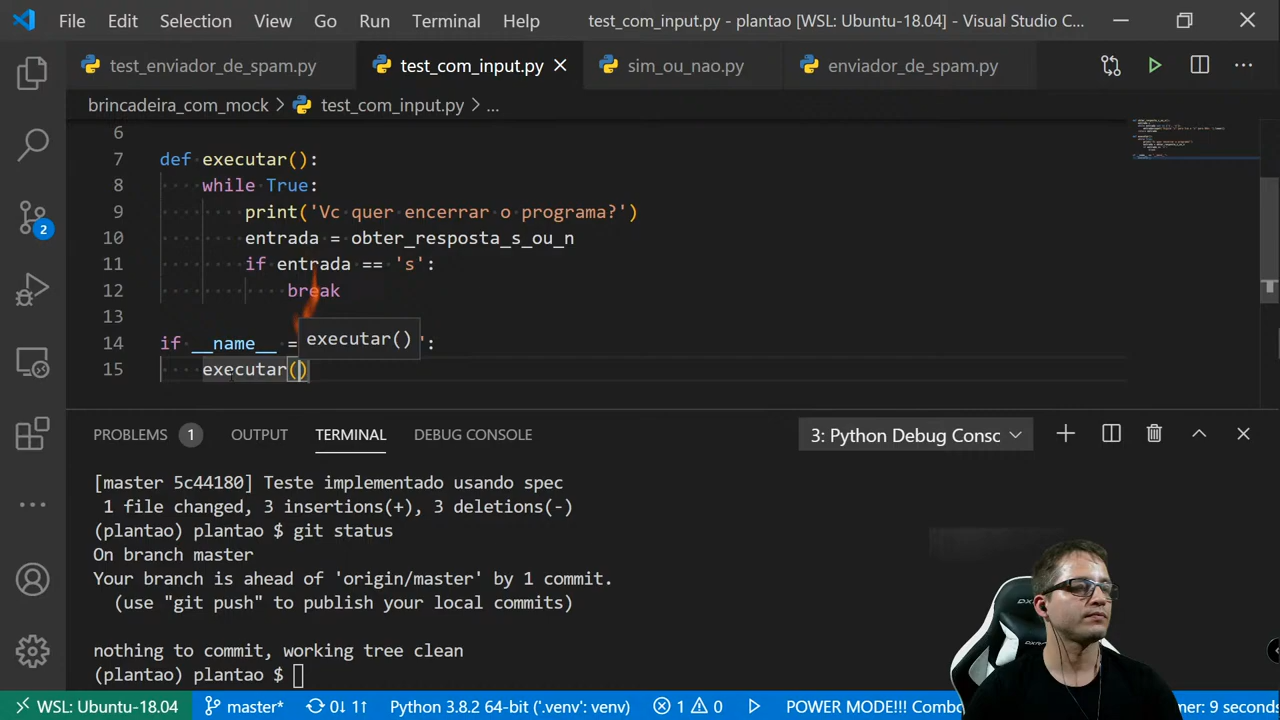 File Edit Selection View Go Run Terminal Help test_com_input.py - plantao [WSL: Ubuntu-18.04] - Visual Studio C...
test_enviador_de_spam.py test_com_input.py sim_ou_nao.py enviador_de_spam.py
brincadeira_com_mock > test_com_input.py > ...
6
7 def executar():
8 while True:
9 print('Vc quer encerrar o programa?')
10 entrada = obter_resposta_s_ou_n
11 if entrada == 's':
12 break
13
executar()
14 if __name__ = ':
15 executar()
PROBLEMS 1 OUTPUT TERMINAL DEBUG CONSOLE 3: Python Debug Consc
[master 5c44180] Teste implementado usando spec
1 file changed, 3 insertions(+), 3 deletions(-)
(plantao) plantao $ git status
On branch master
Your branch is ahead of 'origin/master' by 1 commit.
(use "git push" to publish your local commits)
nothing to commit, working tree clean
(plantao) plantao $
2
WSL: Ubuntu-18.04 master* 0↓ 1↑ Python 3.8.2 64-bit ('.venv': venv) 1 0 POWER MODE!!! Combo mer: 9 seconds